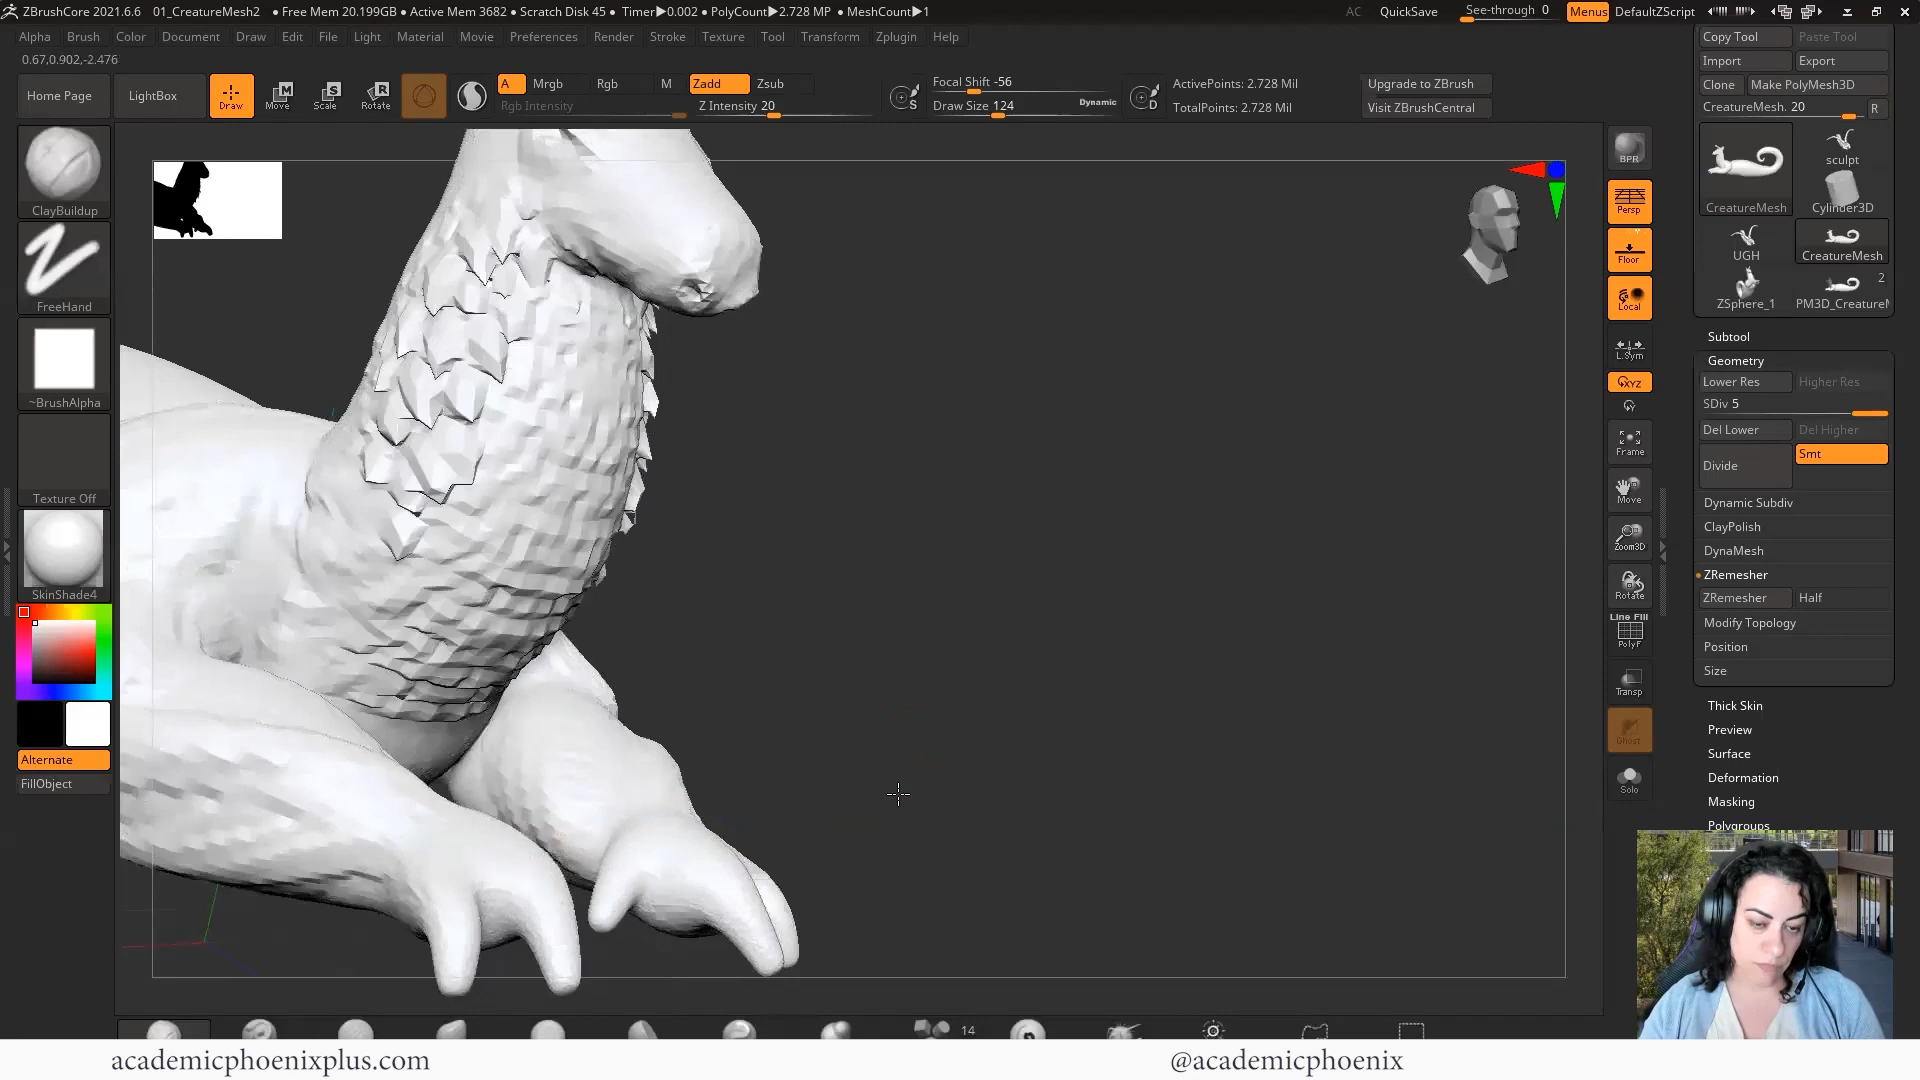 ZBrushCore 2021.6.6 01_CreatureMesh2 • Free Mem 20.199GB • Active Mem 3682 • Scratch Disk 45 • Timer▶0.002 • PolyCount▶2.728 MP • MeshCount▶1 AC QuickSave See-through 0 Menus DefaultZScript
Alpha Brush Color Document Draw Edit File Light Material Movie Preferences Render Stroke Texture Tool Transform Zplugin Help
0.67,0.902,-2.476
Home Page LightBox Draw Move Scale Rotate
A Mrgb Rgb M Zadd Zsub
Rgb Intensity Z Intensity 20
S Focal Shift -56
Draw Size 124 Dynamic
D ActivePoints: 2.728 Mil
TotalPoints: 2.728 Mil
Upgrade to ZBrush
Visit ZBrushCentral
ClayBuildup
FreeHand
~BrushAlpha
Texture Off
SkinShade4
Alternate
FillObject
BPR
Persp
Floor
Local
L.Sym
XYZ
Y
Frame
Move
Zoom3D
Rotate
Line Fill
PolyF
Transp
Ghost
Solo
Copy Tool Paste Tool
Import Export
Clone Make PolyMesh3D
CreatureMesh. 20 R
sculpt
CreatureMesh Cylinder3D
UGH CreatureMesh
2
ZSphere_1 PM3D_Creature
Subtool
Geometry
Lower Res Higher Res
SDiv 5
Del Lower Del Higher
Divide Smt
Dynamic Subdiv
ClayPolish
DynaMesh
ZRemesher
ZRemesher Half
Modify Topology
Position
Size
Thick Skin
Preview
Surface
Deformation
Masking
Polygroups
14
academicphoenixplus.com
@academicphoenix